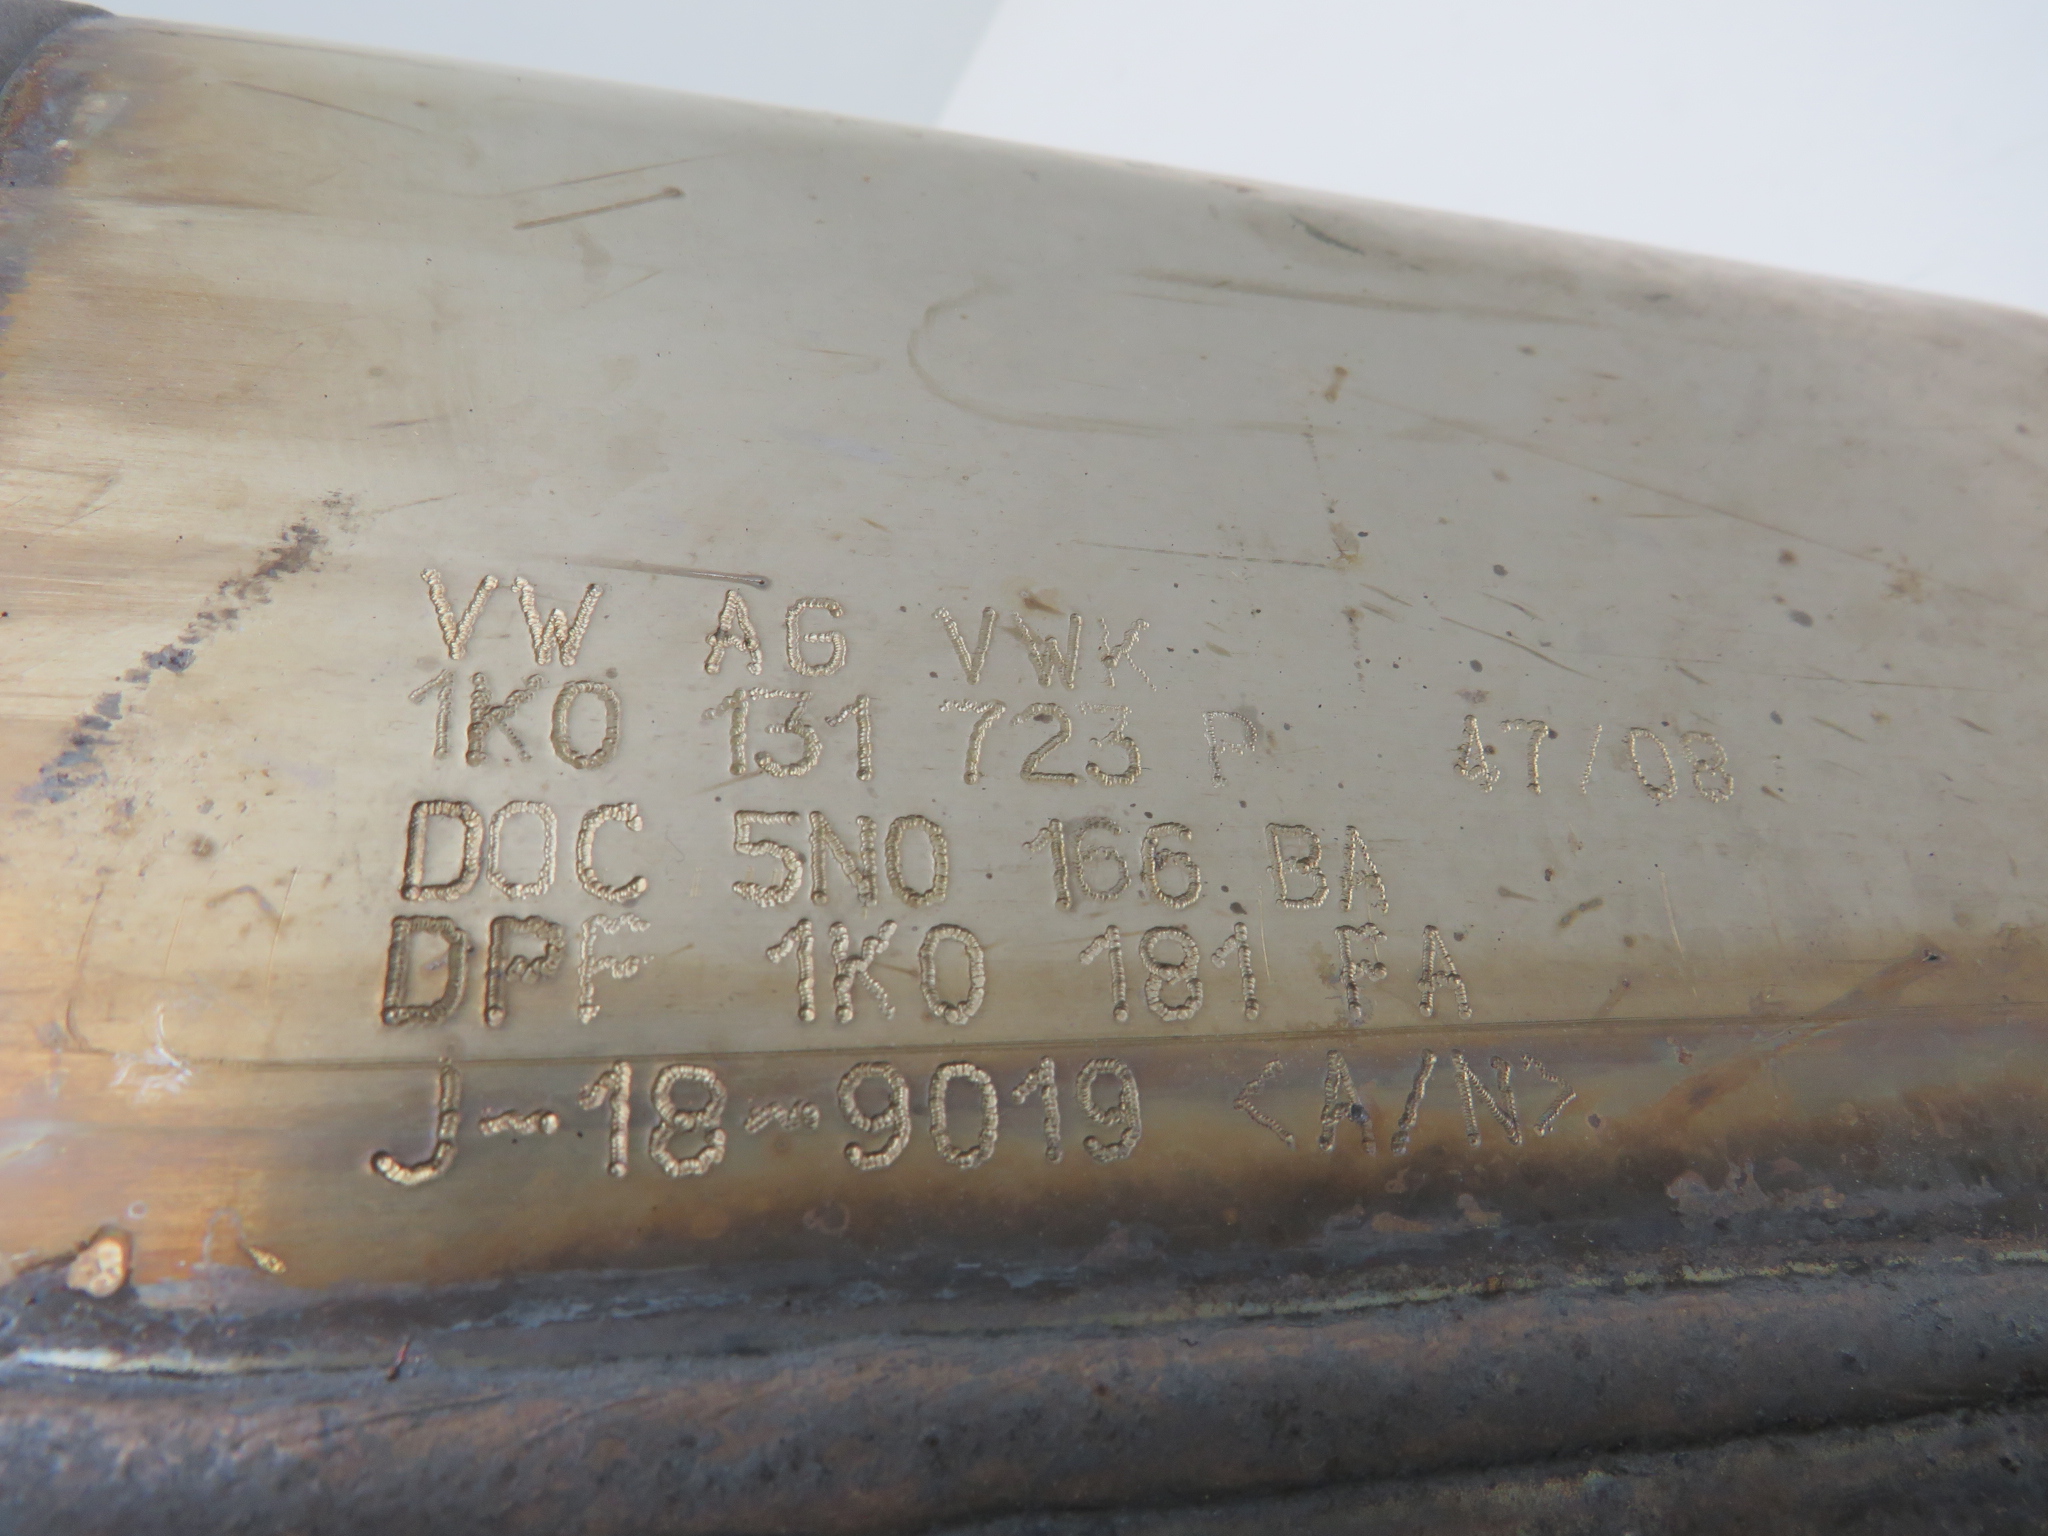 VW AG VWK
1K0 131 723 P 47/08
DOC 5N0 166 BA
DPF 1K0 181 FA
J-18-9019 <A/N>